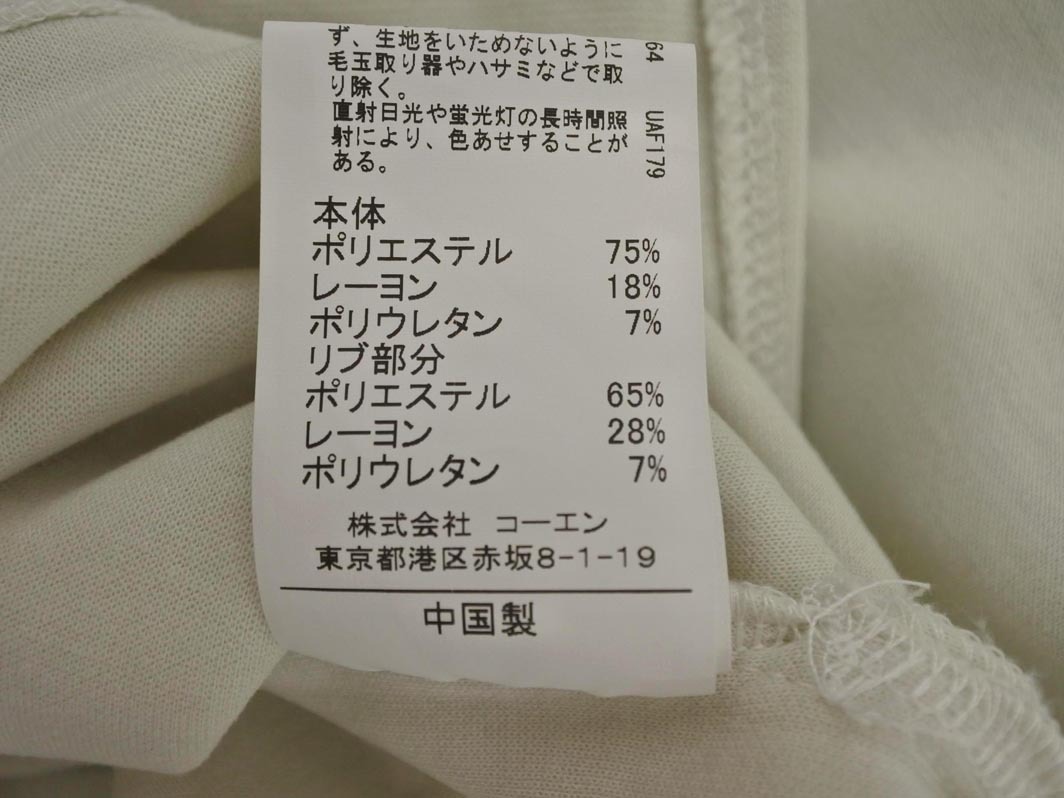 ず、生地をいためないように
毛玉取り器やハサミなどで取
り除く。
直射日光や蛍光灯の長時間照
射により、色あせすることが
ある。
64 UAF179
本体
ポリエステル 75%
レーヨン 18%
ポリウレタン 7%
リブ部分
ポリエステル 65%
レーヨン 28%
ポリウレタン 7%
株式会社 コーエン
東京都港区赤坂8-1-19
中国製